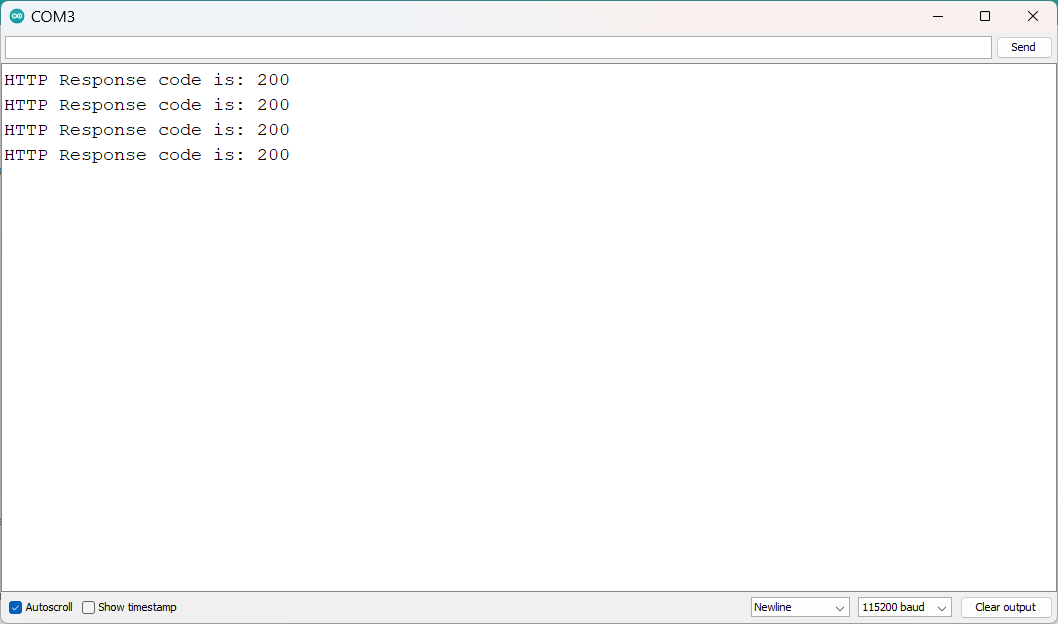 COM3
Send
HTTP Response code is: 200
HTTP Response code is: 200
HTTP Response code is: 200
HTTP Response code is: 200
Autoscroll Show timestamp Newline 115200 baud Clear output